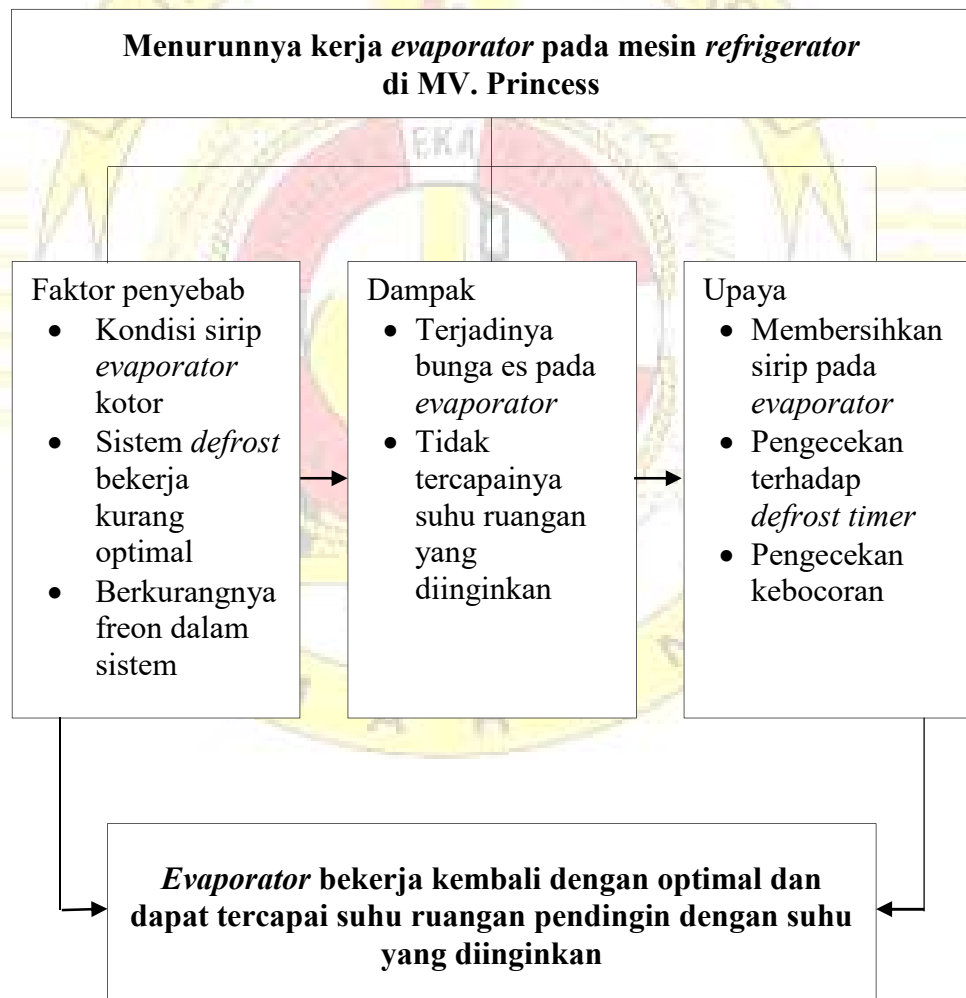 Menurunnya kerja evaporator pada mesin refrigerator
di MV. Princess
EKA
Faktor penyebab
• Kondisi sirip
evaporator
kotor
• Sistem defrost
bekerja
kurang
optimal
• Berkurangnya
freon dalam
sistem
Dampak
• Terjadinya
bunga es pada
evaporator
• Tidak
tercapainya
suhu ruangan
yang
diinginkan
Upaya
• Membersihkan
sirip pada
evaporator
• Pengecekan
terhadap
defrost timer
• Pengecekan
kebocoran
Evaporator bekerja kembali dengan optimal dan
dapat tercapai suhu ruangan pendingin dengan suhu
yang diinginkan